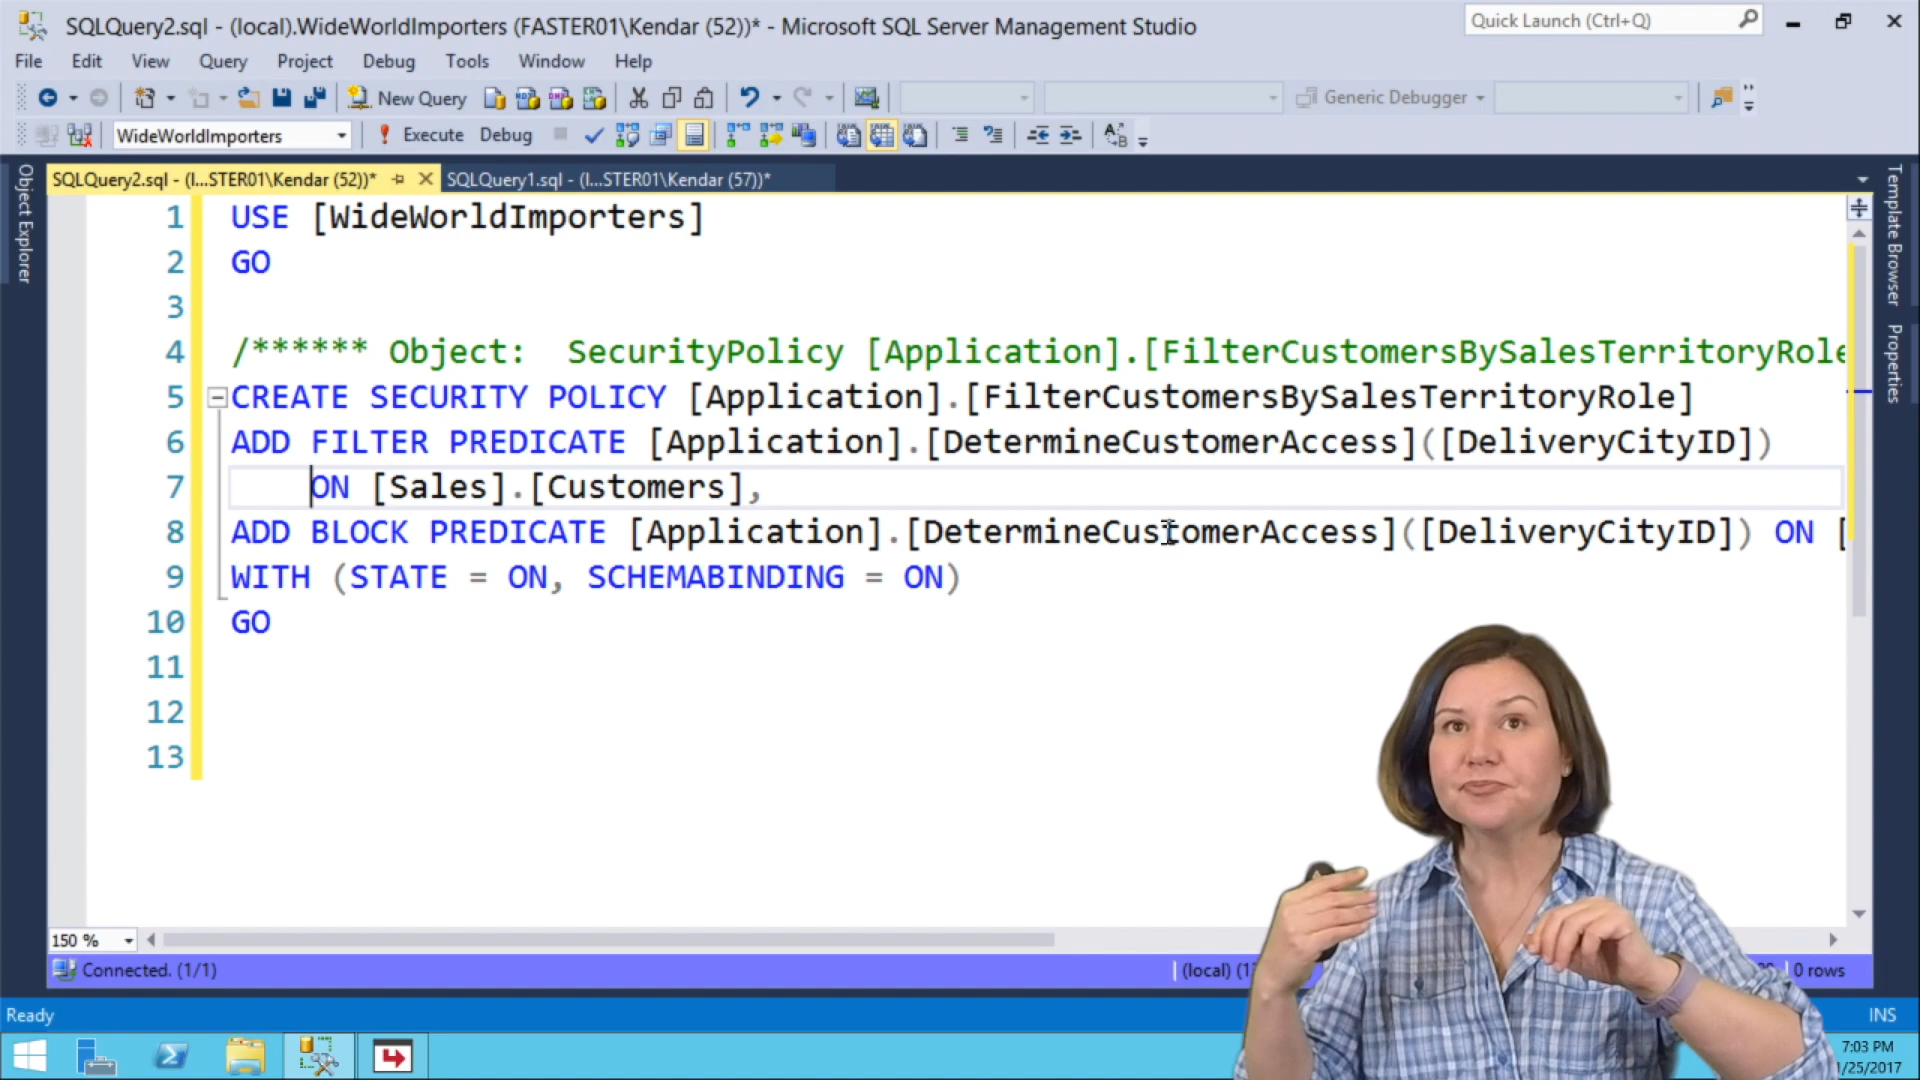 SQLQuery2.sql - (local).WideWorldImporters (FASTER01\Kendar (52))* - Microsoft SQL Server Management Studio
Quick Launch (Ctrl+Q)
File Edit View Query Project Debug Tools Window Help
New Query
Generic Debugger
WideWorldImporters
Execute Debug
Object Explorer
SQLQuery2.sql - (l...STER01\Kendar (52))*
SQLQuery1.sql - (l...STER01\Kendar (57))*
Template Browser
Properties
1 USE [WideWorldImporters]
2 GO
3
4 /****** Object:  SecurityPolicy [Application].[FilterCustomersBySalesTerritoryRole
5 CREATE SECURITY POLICY [Application].[FilterCustomersBySalesTerritoryRole]
6 ADD FILTER PREDICATE [Application].[DetermineCustomerAccess]([DeliveryCityID])
7     ON [Sales].[Customers],
8 ADD BLOCK PREDICATE [Application].[DetermineCustomerAccess]([DeliveryCityID]) ON [
9 WITH (STATE = ON, SCHEMABINDING = ON)
10 GO
11
12
13
150 %
Connected. (1/1)
(local) (1
0 rows
Ready
INS
7:03 PM
1/25/2017